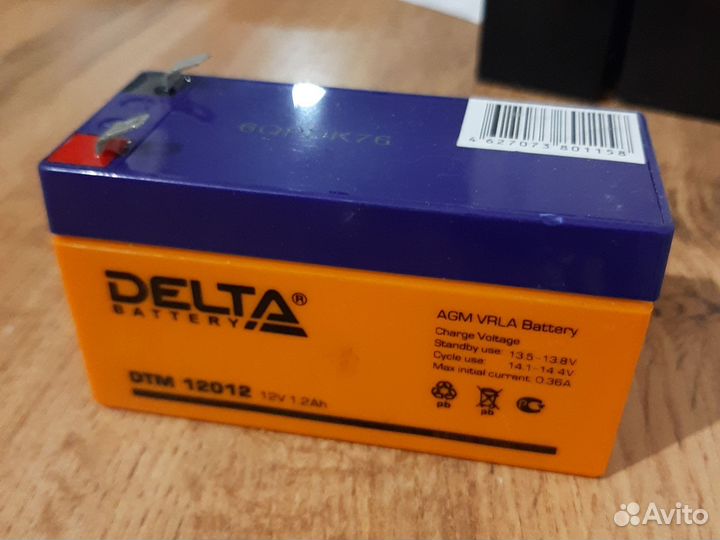 4 627073 801158
DELTA®
BATTERY
DTM 12012 12V 1.2Ah
AGM VRLA Battery
Charge Voltage
Standby use: 13.5-13.8V
Cycle use: 14.1-14.4V
Max initial current: 0.36A
pb pb
Avito